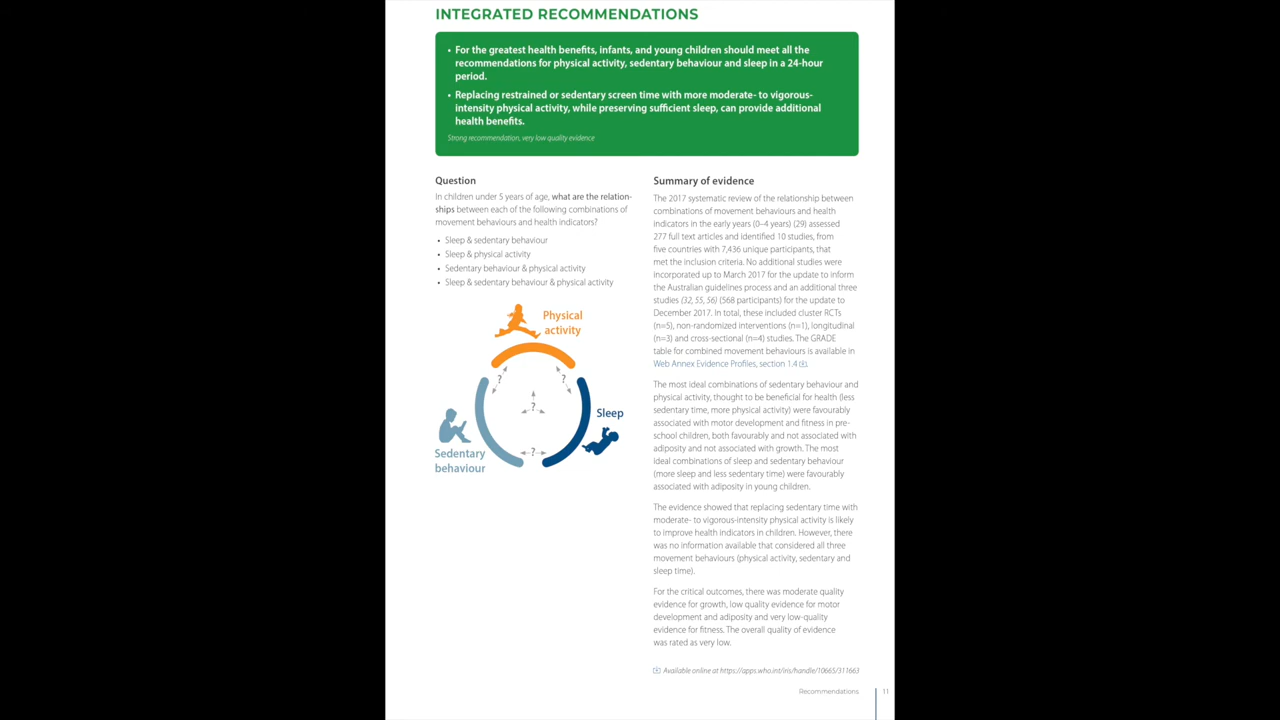 INTEGRATED RECOMMENDATIONS
• For the greatest health benefits, infants, and young children should meet all the
recommendations for physical activity, sedentary behaviour and sleep in a 24-hour
period.
• Replacing restrained or sedentary screen time with more moderate- to vigorous-
intensity physical activity, while preserving sufficient sleep, can provide additional
health benefits.
Strong recommendation, very low quality evidence
Question
In children under 5 years of age, what are the relation-
ships between each of the following combinations of
movement behaviours and health indicators?
• Sleep & sedentary behaviour
• Sleep & physical activity
• Sedentary behaviour & physical activity
• Sleep & sedentary behaviour & physical activity
Physical
activity
?
?
?
Sleep
?
Sedentary
behaviour
Summary of evidence
The 2017 systematic review of the relationship between
combinations of movement behaviours and health
indicators in the early years (0–4 years) (29) assessed
277 full text articles and identified 10 studies, from
five countries with 7,436 unique participants, that
met the inclusion criteria. No additional studies were
incorporated up to March 2017 for the update to inform
the Australian guidelines process and an additional three
studies (32, 55, 56) (568 participants) for the update to
December 2017. In total, these included cluster RCTs
(n=5), non-randomized interventions (n=1), longitudinal
(n=3) and cross-sectional (n=4) studies. The GRADE
table for combined movement behaviours is available in
Web Annex Evidence Profiles, section 1.4
The most ideal combinations of sedentary behaviour and
physical activity, thought to be beneficial for health (less
sedentary time, more physical activity) were favourably
associated with motor development and fitness in pre-
school children, both favourably and not associated with
adiposity and not associated with growth. The most
ideal combinations of sleep and sedentary behaviour
(more sleep and less sedentary time) were favourably
associated with adiposity in young children.
The evidence showed that replacing sedentary time with
moderate- to vigorous-intensity physical activity is likely
to improve health indicators in children. However, there
was no information available that considered all three
movement behaviours (physical activity, sedentary and
sleep time).
For the critical outcomes, there was moderate quality
evidence for growth, low quality evidence for motor
development and adiposity and very low-quality
evidence for fitness. The overall quality of evidence
was rated as very low.
Available online at https://apps.who.int/iris/handle/10665/311663
Recommendations 11